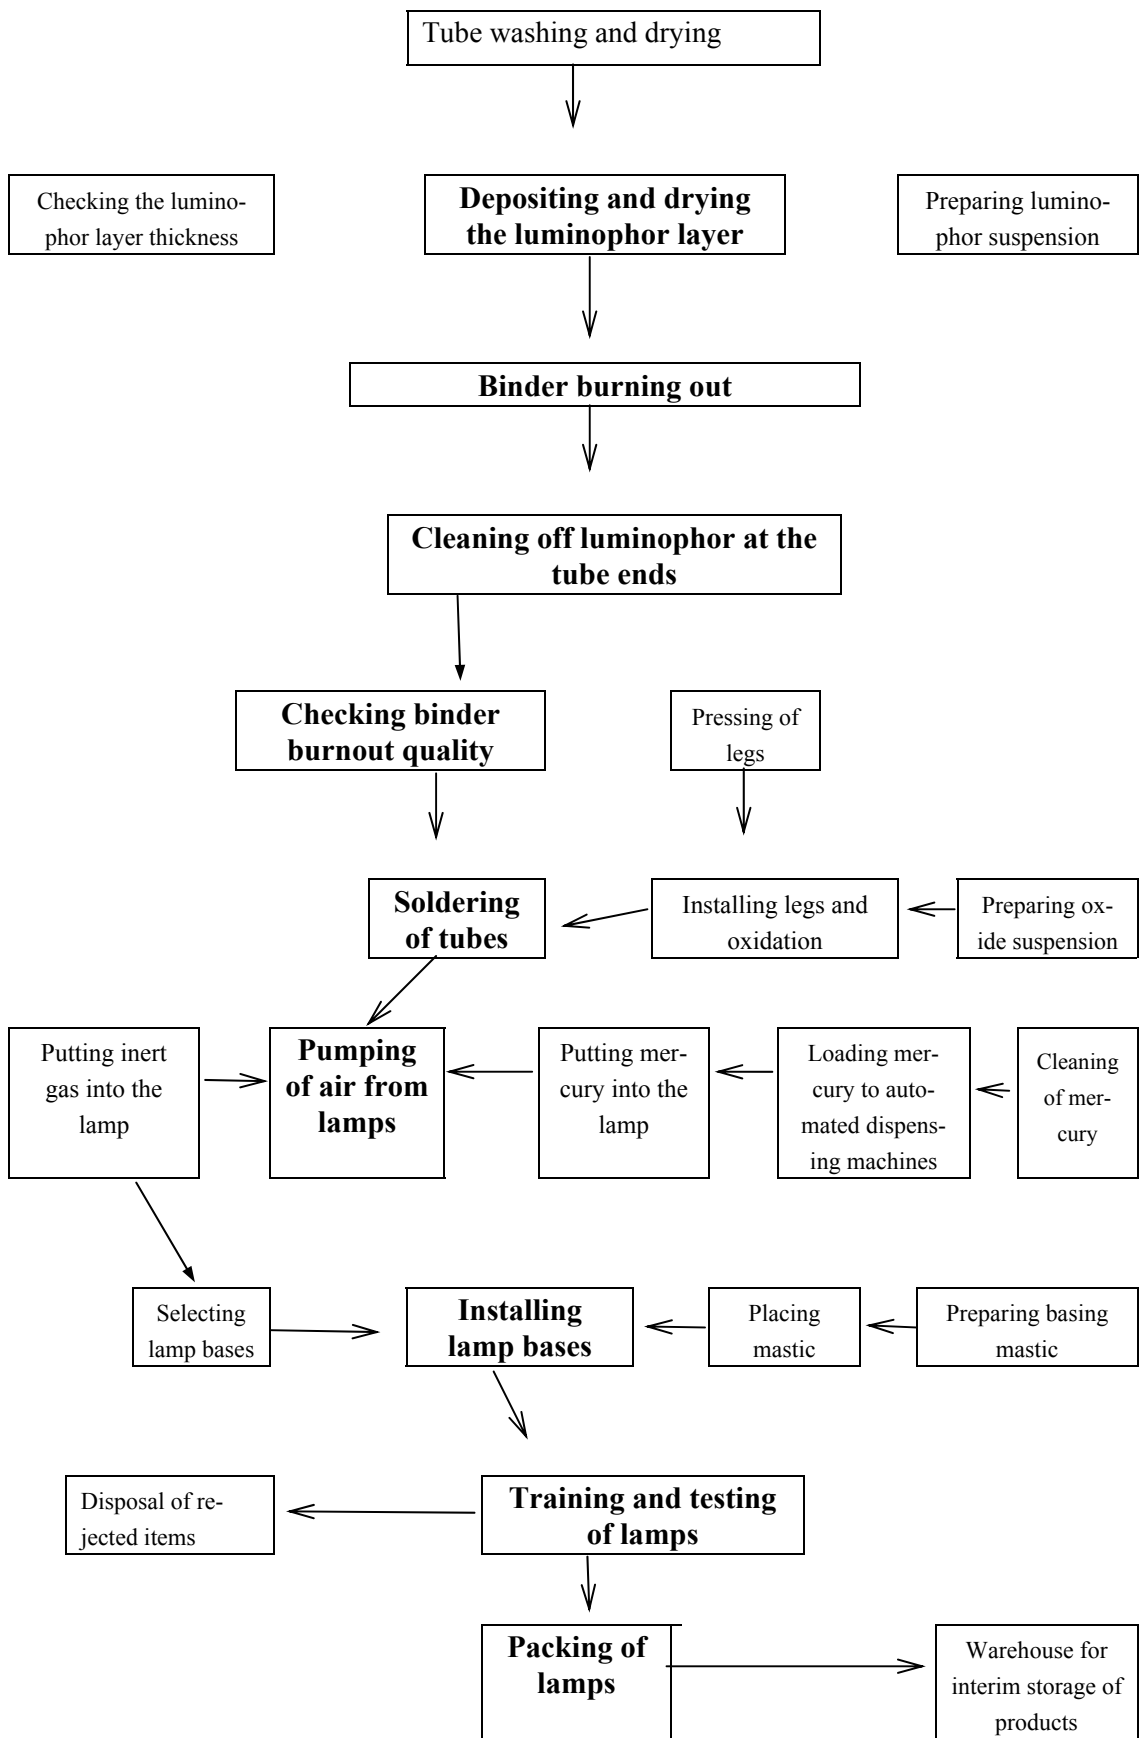 Tube washing and drying
Checking the lumino-
phor layer thickness
Depositing and drying
the luminophor layer
Preparing lumino-
phor suspension
Binder burning out
Cleaning off luminophor at the
tube ends
Checking binder
burnout quality
Pressing of
legs
Soldering
of tubes
Installing legs and
oxidation
Preparing ox-
ide suspension
Putting inert
gas into the
lamp
Pumping
of air from
lamps
Putting mer-
cury into the
lamp
Loading mer-
cury to auto-
mated dispens-
ing machines
Cleaning
of mer-
cury
Selecting
lamp bases
Installing
lamp bases
Placing
mastic
Preparing basing
mastic
Disposal of re-
jected items
Training and testing
of lamps
Packing of
lamps
Warehouse for
interim storage of
products